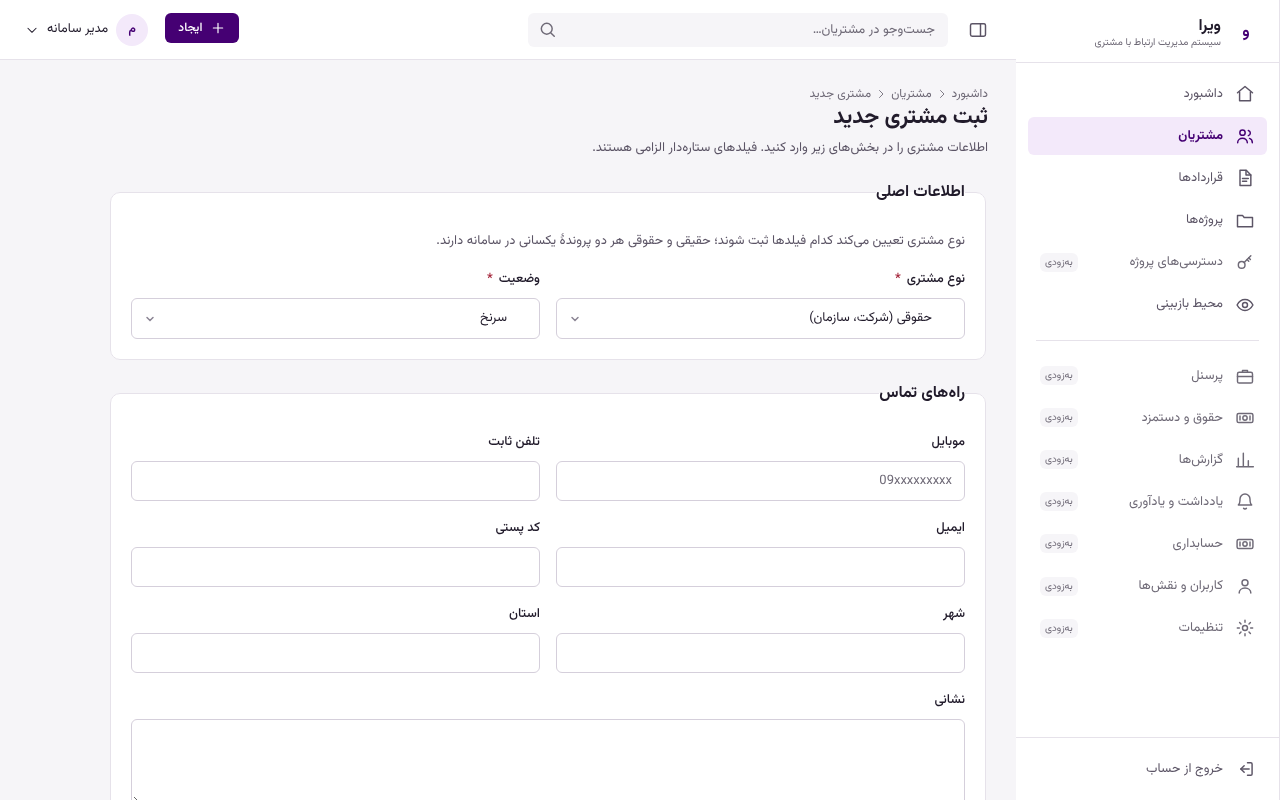 و
ویرا
سیستم مدیریت ارتباط با مشتری
داشبورد
مشتریان
قراردادها
پروژه‌ها
دسترسی‌های پروژه به‌زودی
محیط بازبینی
پرسنل به‌زودی
حقوق و دستمزد به‌زودی
گزارش‌ها به‌زودی
یادداشت و یادآوری به‌زودی
حسابداری به‌زودی
کاربران و نقش‌ها به‌زودی
تنظیمات به‌زودی
خروج از حساب
جست‌وجو در مشتریان…
ایجاد
م مدیر سامانه
داشبورد مشتریان مشتری جدید
ثبت مشتری جدید
اطلاعات مشتری را در بخش‌های زیر وارد کنید. فیلدهای ستاره‌دار الزامی هستند.
اطلاعات اصلی
نوع مشتری تعیین می‌کند کدام فیلدها ثبت شوند؛ حقیقی و حقوقی هر دو پروندهٔ یکسانی در سامانه دارند.
نوع مشتری * وضعیت *
حقوقی (شرکت، سازمان) سرنخ
راه‌های تماس
موبایل تلفن ثابت
09xxxxxxxxx
ایمیل کد پستی
شهر استان
نشانی